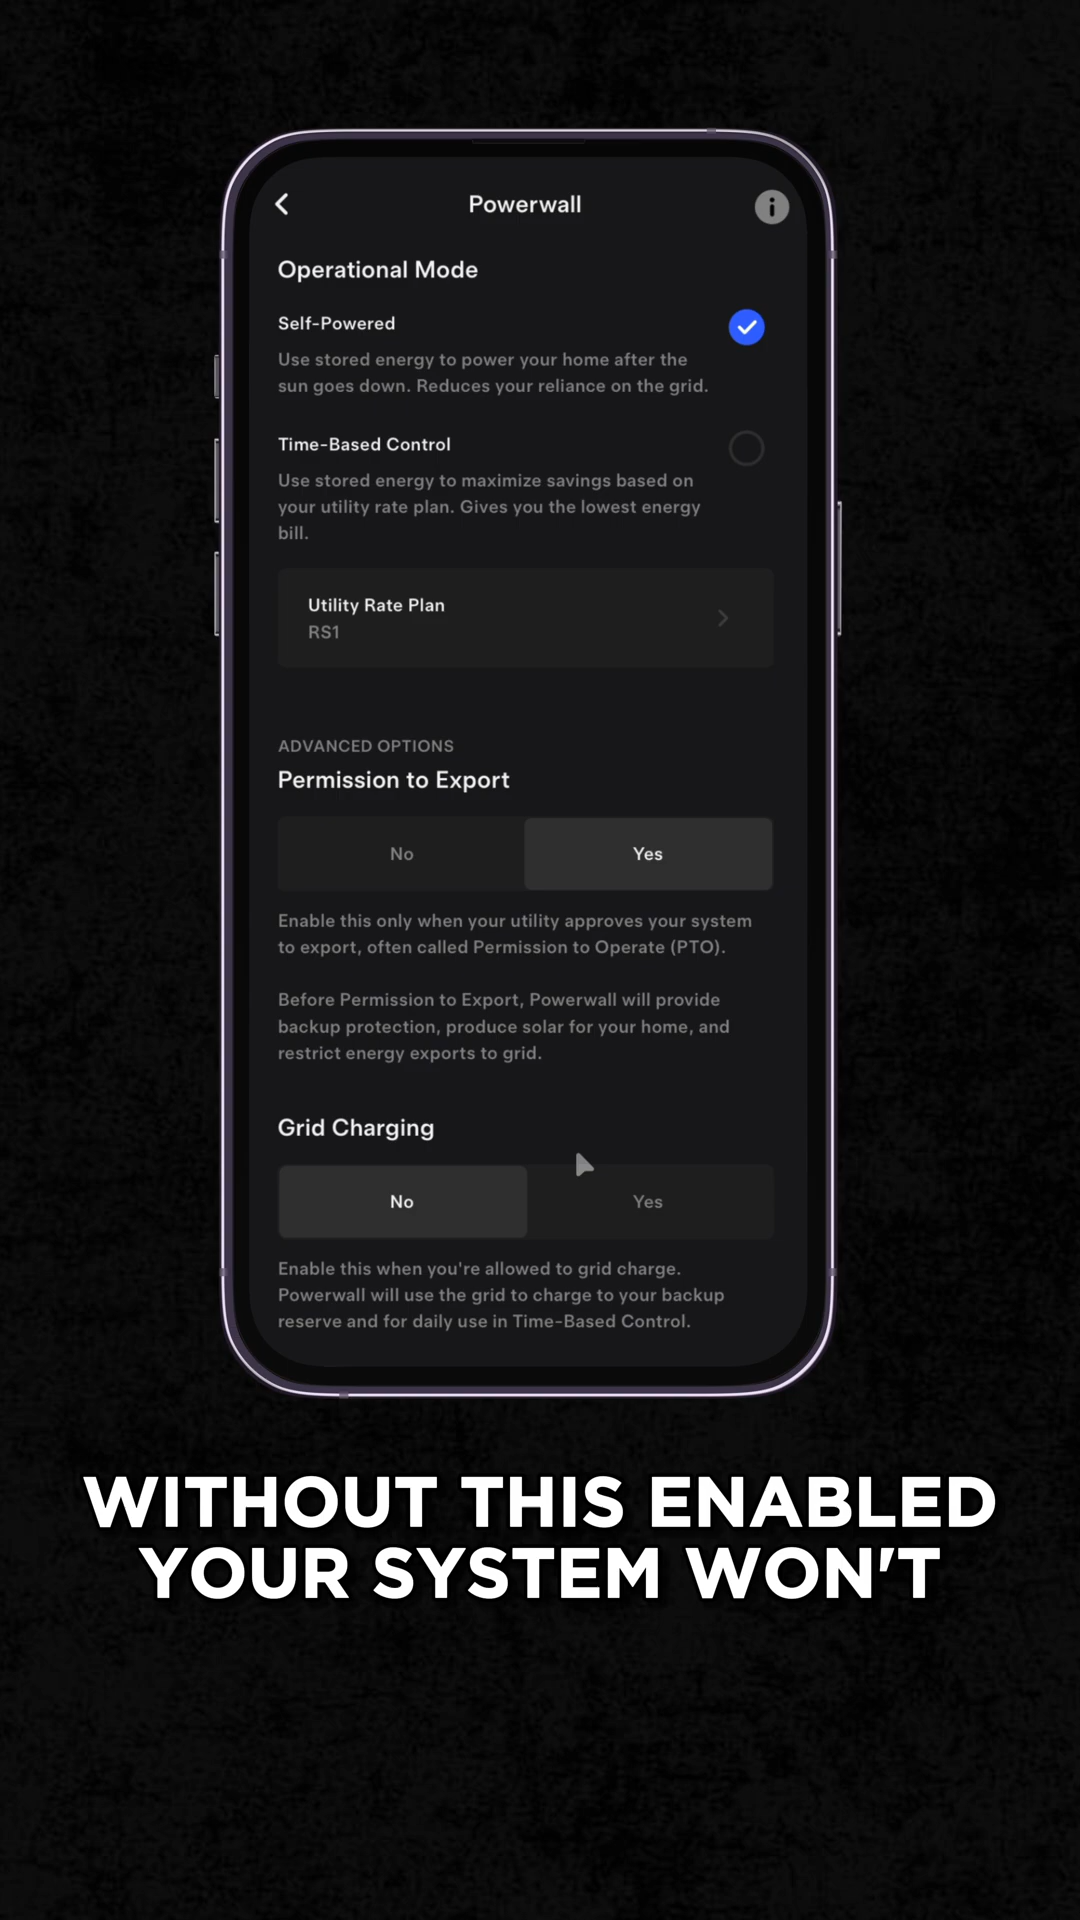 Powerwall
Operational Mode
Self-Powered
Use stored energy to power your home after the
sun goes down. Reduces your reliance on the grid.
Time-Based Control
Use stored energy to maximize savings based on
your utility rate plan. Gives you the lowest energy
bill.
Utility Rate Plan
RS1
ADVANCED OPTIONS
Permission to Export
No Yes
Enable this only when your utility approves your system
to export, often called Permission to Operate (PTO).
Before Permission to Export, Powerwall will provide
backup protection, produce solar for your home, and
restrict energy exports to grid.
Grid Charging
No Yes
Enable this when you're allowed to grid charge.
Powerwall will use the grid to charge to your backup
reserve and for daily use in Time-Based Control.
WITHOUT THIS ENABLED
YOUR SYSTEM WON'T